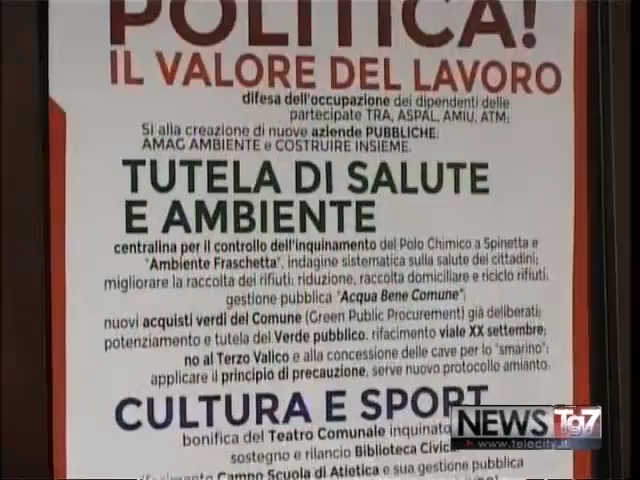 POLITICA!
IL VALORE DEL LAVORO
difesa dell'occupazione dei dipendenti delle
partecipate TRA, ASPAL, AMIU, ATM;
Si alla creazione di nuove aziende PUBBLICHE,
AMAG AMBIENTE e COSTRUIRE INSIEME.
TUTELA DI SALUTE
E AMBIENTE
centralina per il controllo dell'inquinamento del Polo Chimico a Spinetta e
"Ambiente Fraschetta", indagine sistematica sulla salute dei cittadini;
migliorare la raccolta dei rifiuti: riduzione, raccolta domiciliare e riciclo rifiuti,
gestione pubblica "Acqua Bene Comune";
nuovi acquisti verdi del Comune (Green Public Procurement) già deliberati;
potenziamento e tutela del Verde pubblico, rifacimento viale XX settembre;
no al Terzo Valico e alla concessione delle cave per lo "smarino";
applicare il principio di precauzione, serve nuovo protocollo amianto.
CULTURA E SPORT
bonifica del Teatro Comunale inquinato
sostegno e rilancio Biblioteca Civica
Campo Scuola di Atletica e sua gestione pubblica
NEWS Tg7
www.telecity.it